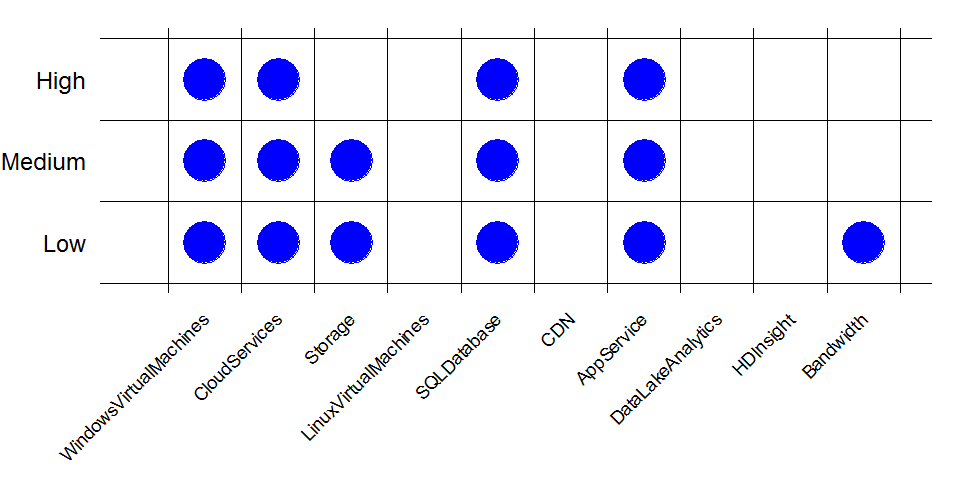 High
Medium
Low
WindowsVirtualMachines
CloudServices
Storage
LinuxVirtualMachines
SQLDatabase
CDN
AppService
DataLakeAnalytics
HDInsight
Bandwidth